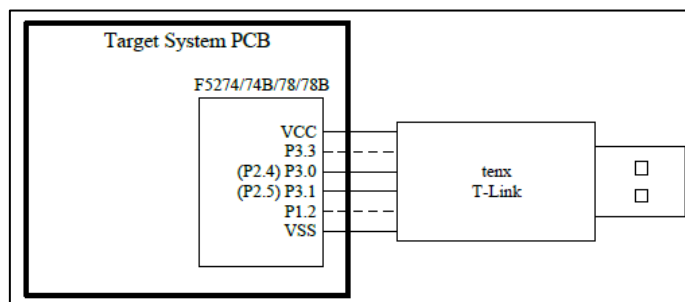 Target System PCB
F5274/74B/78/78B
VCC
P3.3
(P2.4) P3.0
(P2.5) P3.1
P1.2
VSS
tenx
T-Link